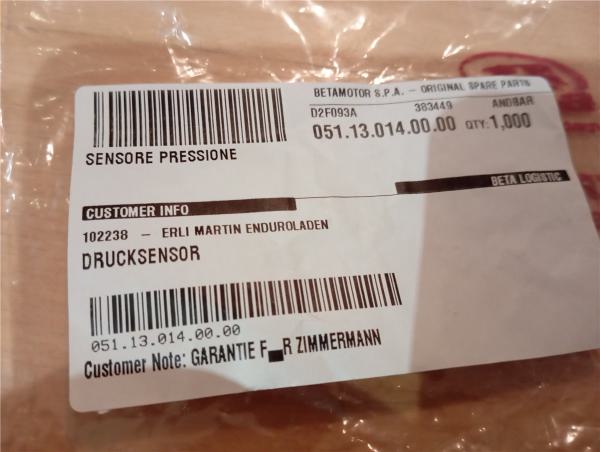 BETAMOTOR S.P.A. - ORIGINAL SPARE PARTS
D2F093A 383449 ANDBAR
051.13.014.00.00 QTY:1,000
SENSORE PRESSIONE
BETA LOGISTIC
CUSTOMER INFO
102238 - ERLI MARTIN ENDUROLADEN
DRUCKSENSOR
051.13.014.00.00
Customer Note: GARANTIE F■R ZIMMERMANN